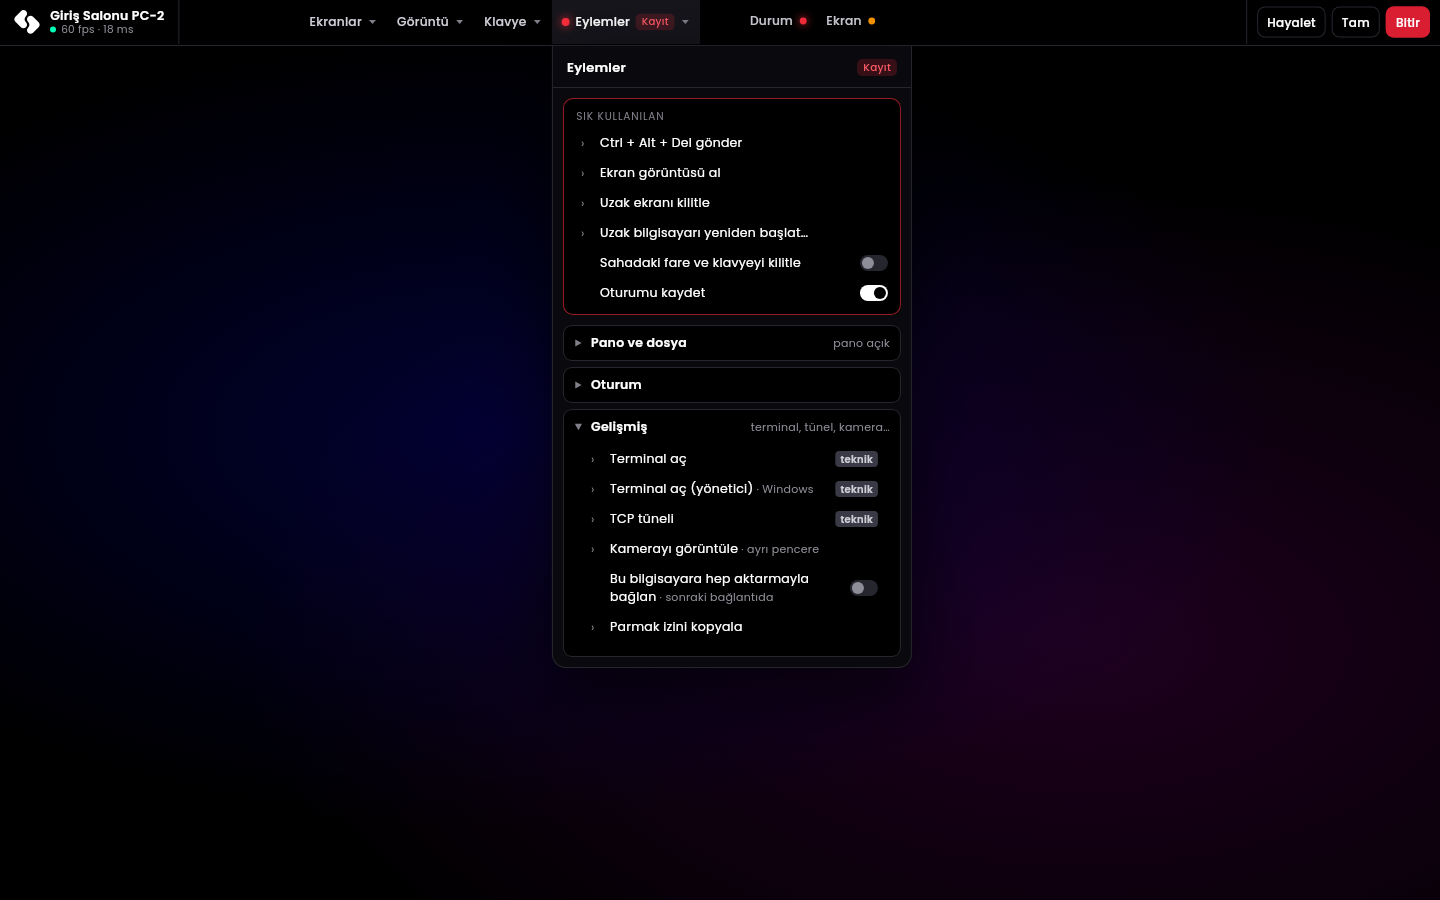 Giriş Salonu PC-2
60 fps · 18 ms
Ekranlar
Görüntü
Klavye
Eylemler Kayıt
Durum
Ekran
Hayalet
Tam
Bitir
Eylemler
Kayıt
SIK KULLANILAN
Ctrl + Alt + Del gönder
Ekran görüntüsü al
Uzak ekranı kilitle
Uzak bilgisayarı yeniden başlat…
Sahadaki fare ve klavyeyi kilitle
Oturumu kaydet
Pano ve dosya
pano açık
Oturum
Gelişmiş
terminal, tünel, kamera…
Terminal aç
teknik
Terminal aç (yönetici) · Windows
teknik
TCP tüneli
teknik
Kamerayı görüntüle · ayrı pencere
Bu bilgisayara hep aktarmayla
bağlan · sonraki bağlantıda
Parmak izini kopyala